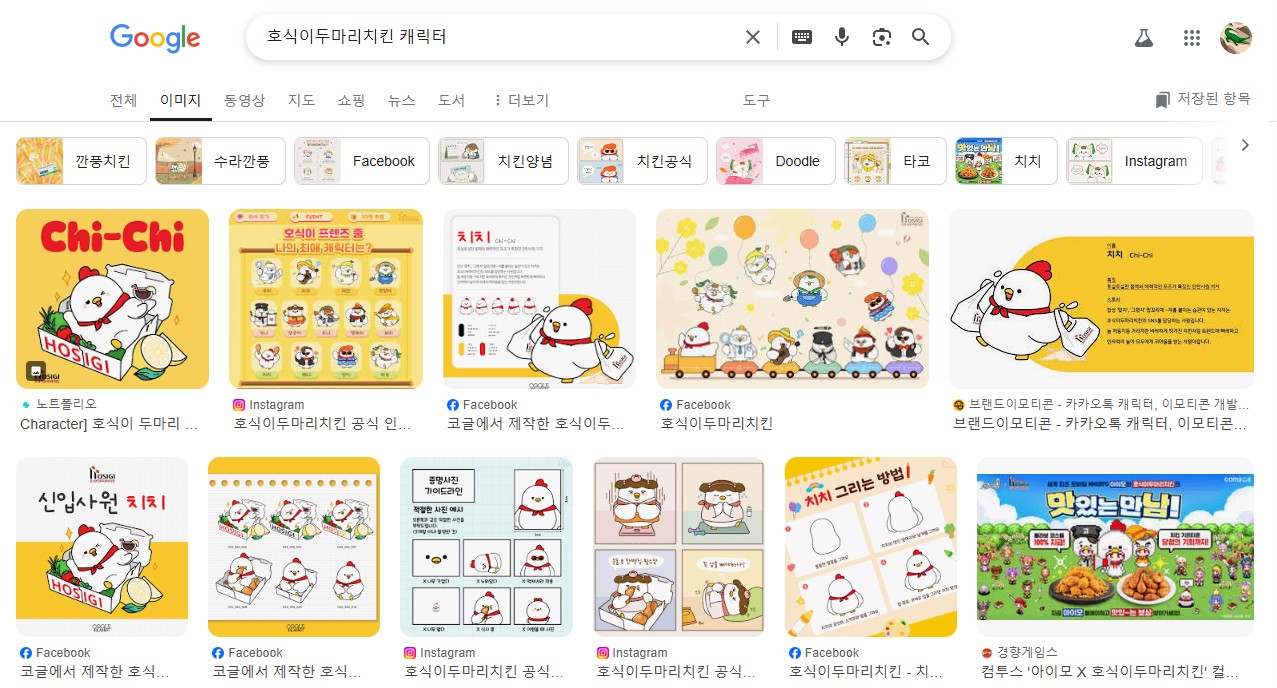 Google
호식이두마리치킨 캐릭터
전체 이미지 동영상 지도 쇼핑 뉴스 도서 더보기 도구 저장된 항목
깐풍치킨 수라깐풍 Facebook 치킨양념 치킨공식 Doodle 타코 치치 Instagram
Chi-Chi
HOSIGI
EVENT
호식이 프렌즈 중
나의 최애 캐릭터는?
치치 Chi-Chi
이름
치치 Chi-Chi
특징
스토리
노트폴리오
Character] 호식이 두마리 ...
Instagram
호식이두마리치킨 공식 인...
Facebook
코글에서 제작한 호식이두...
Facebook
호식이두마리치킨
브랜드이모티콘 - 카카오톡 캐릭터, 이모티콘 개발...
브랜드이모티콘 - 카카오톡 캐릭터, 이모티콘...
HOSIGI
신입사원 치치
HOSIGI
증명사진
가이드라인
적절한 사진 예시
치치 그리는 방법!
com2us
맛있는 만남!
Facebook
코글에서 제작한 호식...
Facebook
코글에서 제작한 호식...
Instagram
호식이두마리치킨 공식...
Instagram
호식이두마리치킨 공식...
Facebook
호식이두마리치킨 - 치...
경향게임스
컴투스 '아이모 X 호식이두마리치킨' 컬...